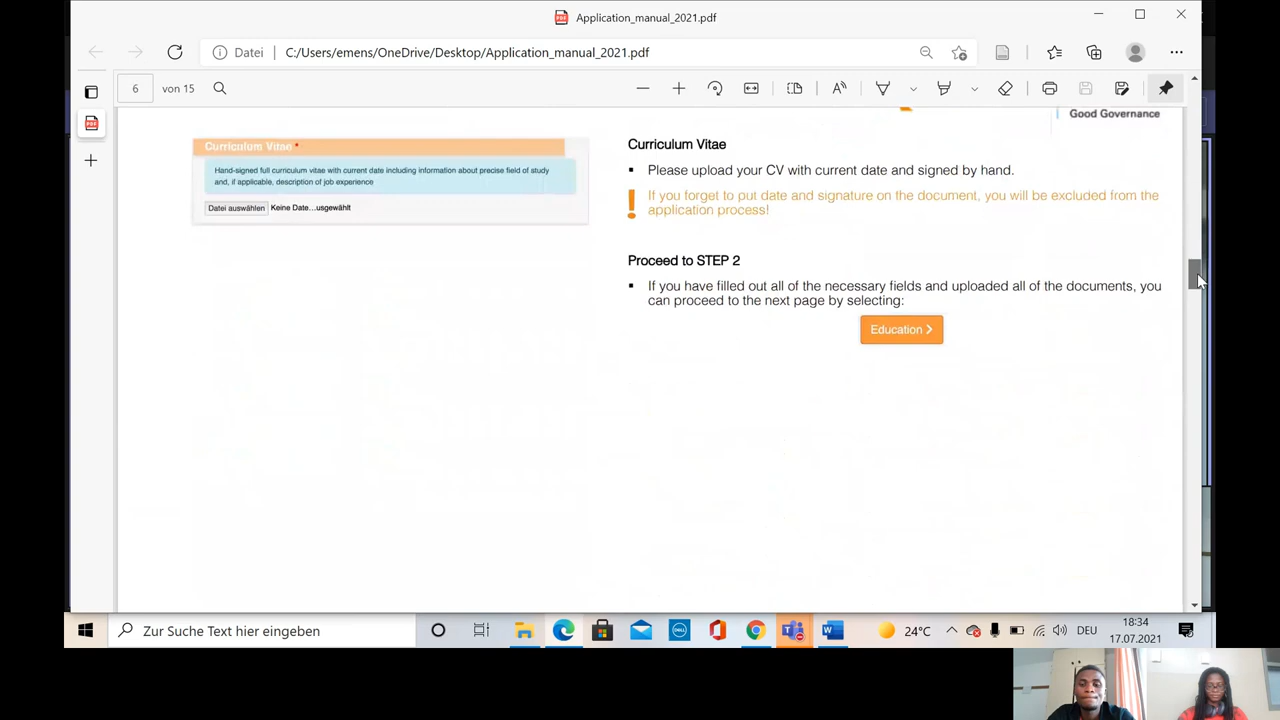 Application_manual_2021.pdf
Datei
C:/Users/emens/OneDrive/Desktop/Application_manual_2021.pdf
6
von 15
Good Governance
Curriculum Vitae *
Hand-signed full curriculum vitae with current date including information about precise field of study
and, if applicable, description of job experience
Datei auswählen Keine Date...usgewählt
Curriculum Vitae
▪ Please upload your CV with current date and signed by hand.
! If you forget to put date and signature on the document, you will be excluded from the
application process!
Proceed to STEP 2
▪ If you have filled out all of the necessary fields and uploaded all of the documents, you
can proceed to the next page by selecting:
Education >
Zur Suche Text hier eingeben
DELL
24°C
DEU
18:34
17.07.2021